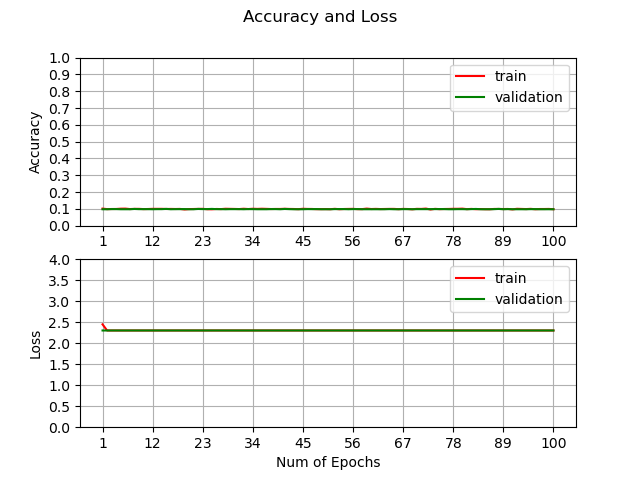 Accuracy and Loss
Accuracy
1.0
0.9
0.8
0.7
0.6
0.5
0.4
0.3
0.2
0.1
0.0
train
validation
1 12 23 34 45 56 67 78 89 100
Loss
4.0
3.5
3.0
2.5
2.0
1.5
1.0
0.5
0.0
train
validation
1 12 23 34 45 56 67 78 89 100
Num of Epochs